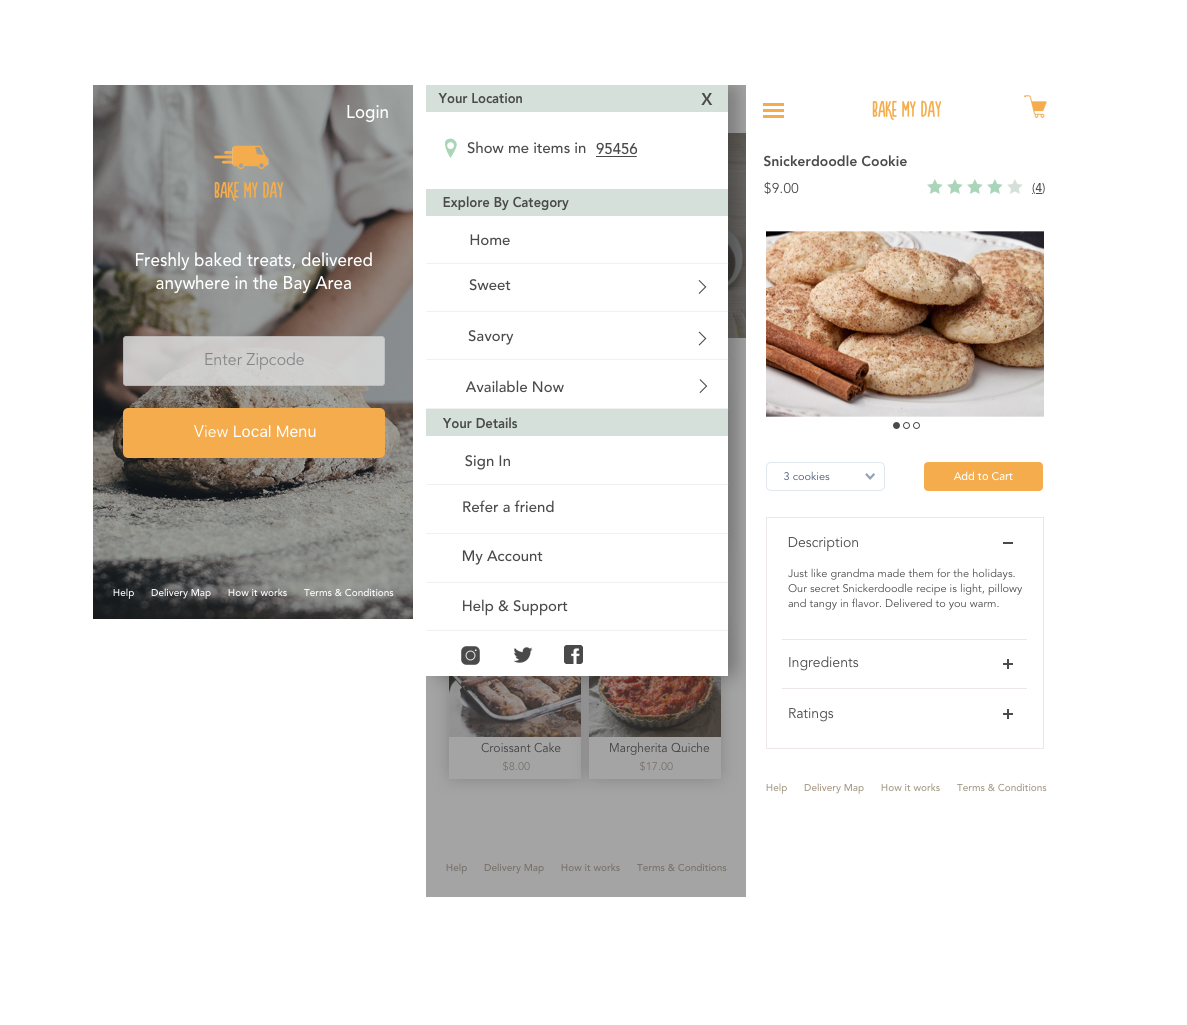 Login
BAKE MY DAY
Freshly baked treats, delivered
anywhere in the Bay Area
Enter Zipcode
View Local Menu
Help Delivery Map How it works Terms & Conditions
Your Location X
Show me items in 95456
Explore By Category
Home
Sweet
Savory
Available Now
Your Details
Sign In
Refer a friend
My Account
Help & Support
Croissant Cake Margherita Quiche
$8.00 $17.00
Help Delivery Map How it works Terms & Conditions
BAKE MY DAY
Snickerdoodle Cookie
$9.00 (4)
3 cookies Add to Cart
Description
Just like grandma made them for the holidays.
Our secret Snickerdoodle recipe is light, pillowy
and tangy in flavor. Delivered to you warm.
Ingredients
Ratings
Help Delivery Map How it works Terms & Conditions